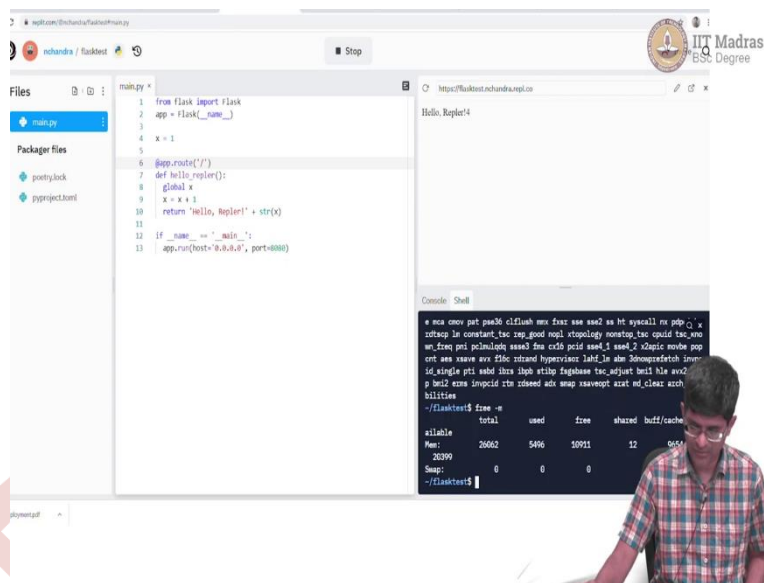 replit.com/@nchandra/flasktest#main.py
nchandra / flasktest
Stop
IIT Madras
BSc Degree
Files
main.py
Packager files
poetry.lock
pyproject.toml
main.py ×
1 from flask import Flask
2 app = Flask(__name__)
3
4 x = 1
5
6 @app.route('/')
7 def hello_repler():
8 global x
9 x = x + 1
10 return 'Hello, Repler!' + str(x)
11
12 if __name__ == '__main__':
13 app.run(host='0.0.0.0', port=8080)
https://flasktest.nchandra.repl.co
Hello, Repler!4
Console Shell
e mca cmov pat pse36 clflush mmx fxsr sse sse2 ss ht syscall nx
rdtscp lm constant_tsc rep_good nopl xtopology nonstop_tsc cpuid
wn_freq pni pclmulqdq ssse3 fma cx16 pcid sse4_1 sse4_2 x2apic movbe pop
cnt aes xsave avx f16c rdrand hypervisor lahf_lm abm 3dnowprefetch
id_single pti ssbd ibrs ibpb stibp fsgsbase tsc_adjust bmi1 hle avx2
p bmi2 erms invpcid rtm rdseed adx smap xsaveopt arat md_clear
bilities
~/flasktest$ free -m
total used free shared buff/cache
ailable
Mem: 26062 5496 10911 12 9654
20399
Swap: 0 0 0
~/flasktest$